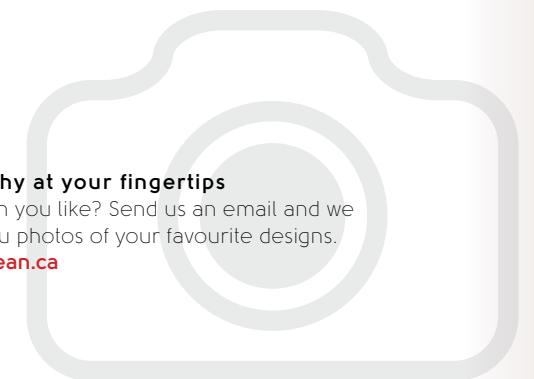 hy at your fingertips
n you like? Send us an email and we
u photos of your favourite designs.
ean.ca